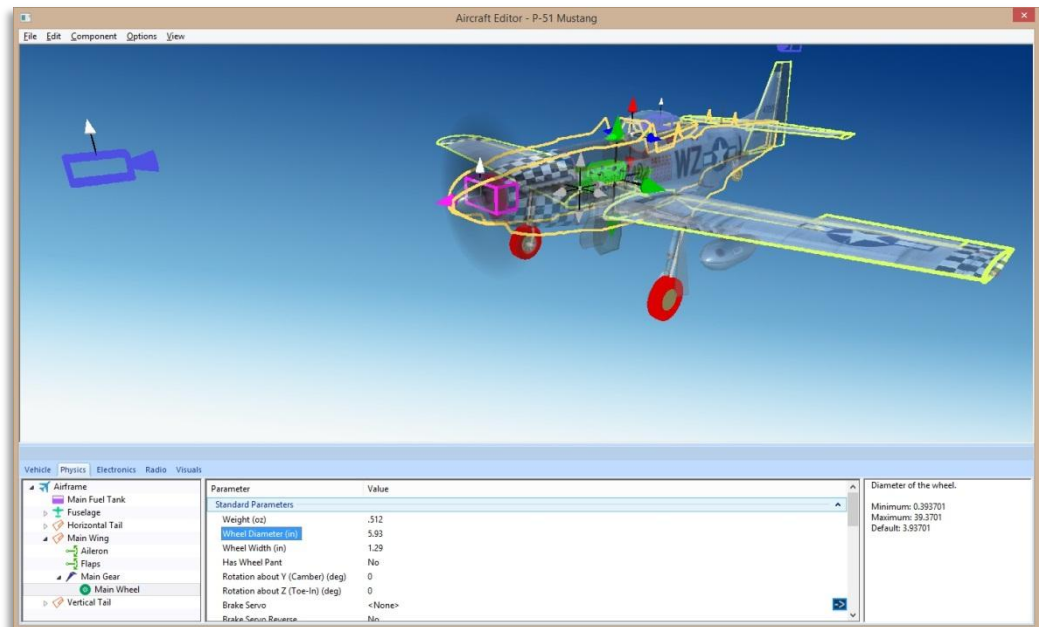 Aircraft Editor - P-51 Mustang
File Edit Component Options View
WZ
Vehicle Physics Electronics Radio Visuals
Airframe
Main Fuel Tank
Fuselage
Horizontal Tail
Main Wing
Aileron
Flaps
Main Gear
Main Wheel
Vertical Tail
Parameter Value
Standard Parameters
Weight (oz) .512
Wheel Diameter (in) 5.93
Wheel Width (in) 1.29
Has Wheel Pant No
Rotation about Y (Camber) (deg) 0
Rotation about Z (Toe-In) (deg) 0
Brake Servo <None>
Brake Servo Reverse No
Diameter of the wheel.
Minimum: 0.393701
Maximum: 39.3701
Default: 3.93701